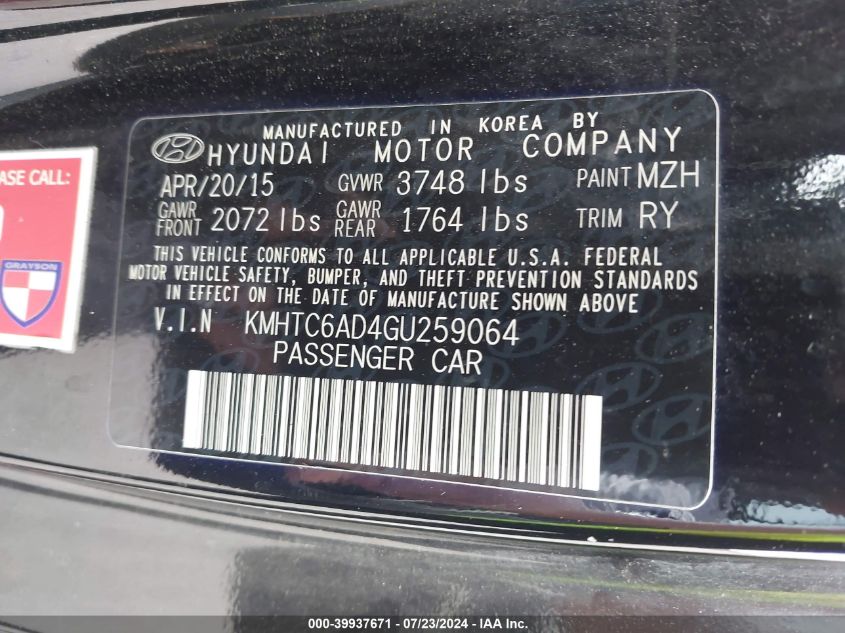 MANUFACTURED IN KOREA BY
HYUNDAI MOTOR COMPANY
APR/20/15 GVWR 3748 lbs PAINT MZH
GAWR FRONT 2072 lbs GAWR REAR 1764 lbs TRIM RY
THIS VEHICLE CONFORMS TO ALL APPLICABLE U.S.A. FEDERAL
MOTOR VEHICLE SAFETY, BUMPER, AND THEFT PREVENTION STANDARDS
IN EFFECT ON THE DATE OF MANUFACTURE SHOWN ABOVE
V.I.N KMHTC6AD4GU259064
PASSENGER CAR
CALL:
GRAYSON
000-39937671 - 07/23/2024 - IAA Inc.